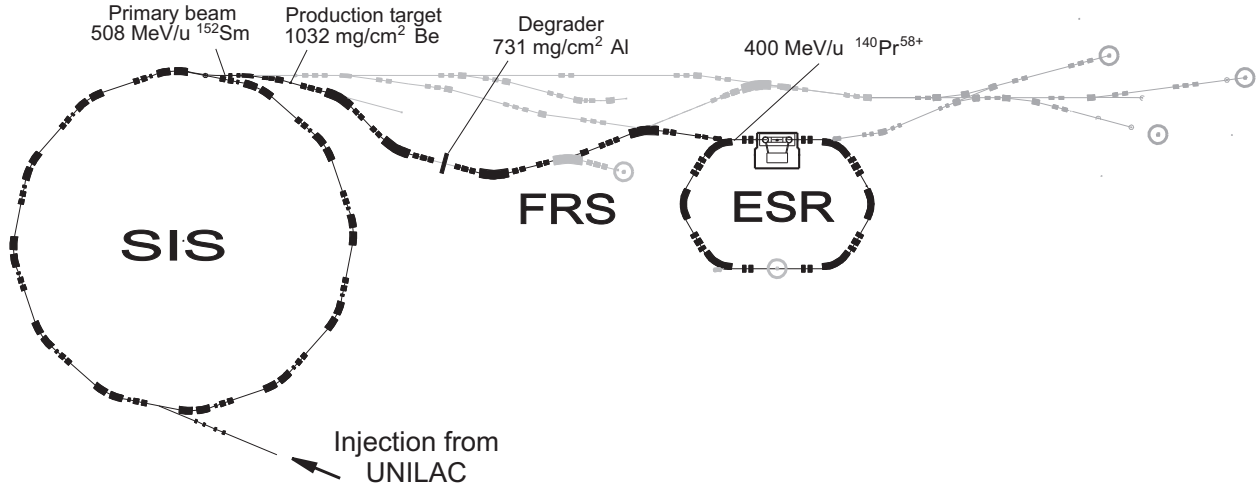 Primary beam
508 MeV/u ¹⁵²Sm
Production target
1032 mg/cm² Be
Degrader
731 mg/cm² Al
400 MeV/u ¹⁴⁰Pr⁵⁸⁺
SIS
FRS
ESR
Injection from
UNILAC